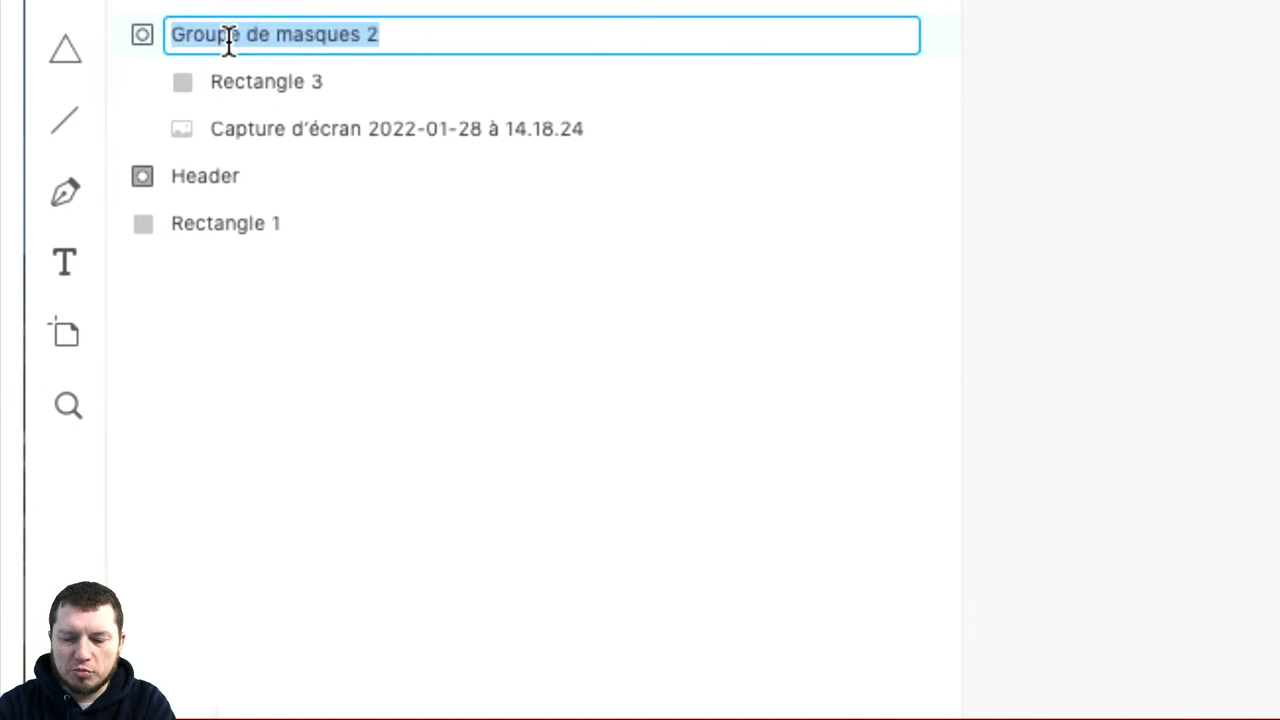 Groupe de masques 2
Rectangle 3
Capture d’écran 2022-01-28 à 14.18.24
Header
Rectangle 1